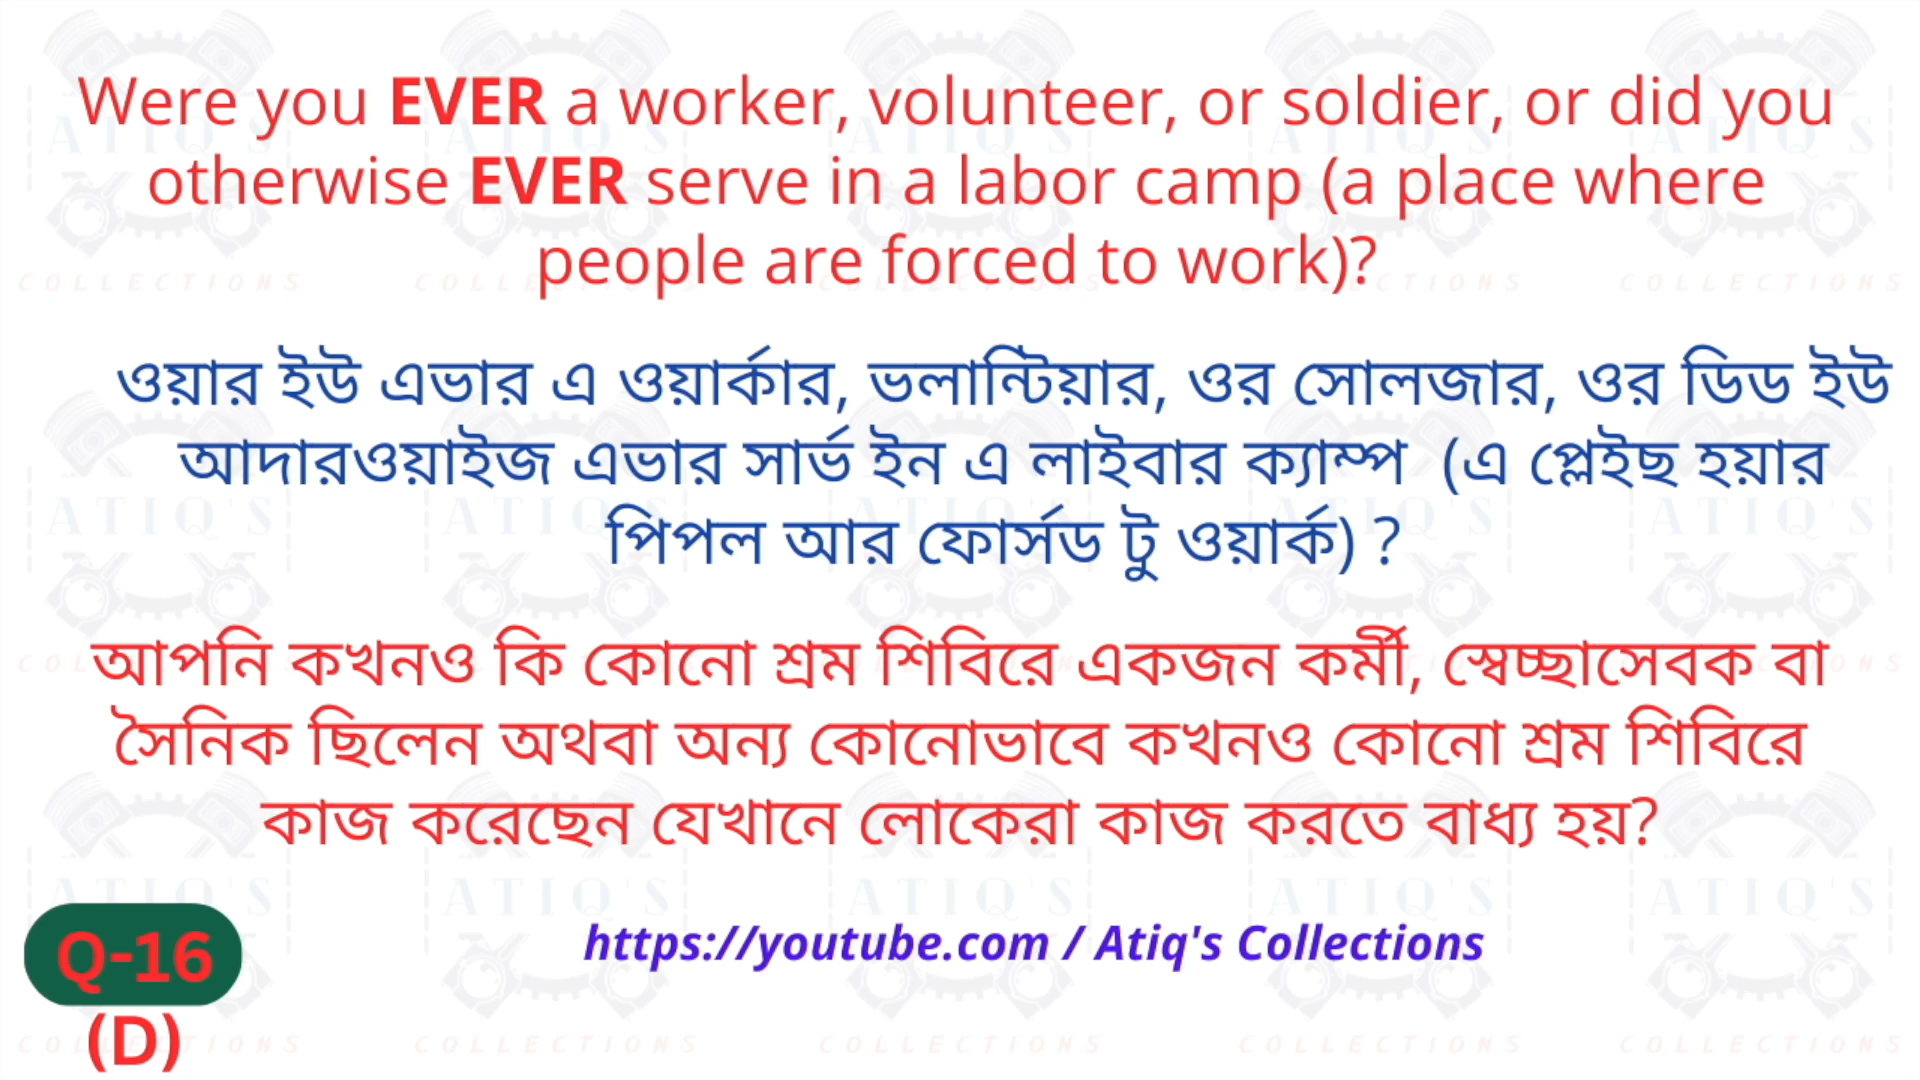 Were you EVER a worker, volunteer, or soldier, or did you
otherwise EVER serve in a labor camp (a place where
people are forced to work)?
ওয়ার ইউ এভার এ ওয়ার্কার, ভলান্টিয়ার, ওর সোলজার, ওর ডিড ইউ
আদারওয়াইজ এভার সার্ভ ইন এ লাইবার ক্যাম্প (এ প্লেইছ হয়ার
পিপল আর ফোর্সড টু ওয়ার্ক) ?
আপনি কখনও কি কোনো শ্রম শিবিরে একজন কর্মী, স্বেচ্ছাসেবক বা
সৈনিক ছিলেন অথবা অন্য কোনোভাবে কখনও কোনো শ্রম শিবিরে
কাজ করেছেন যেখানে লোকেরা কাজ করতে বাধ্য হয়?
https://youtube.com / Atiq's Collections
Q-16
(D)
ATIQ'S
COLLECTIONS